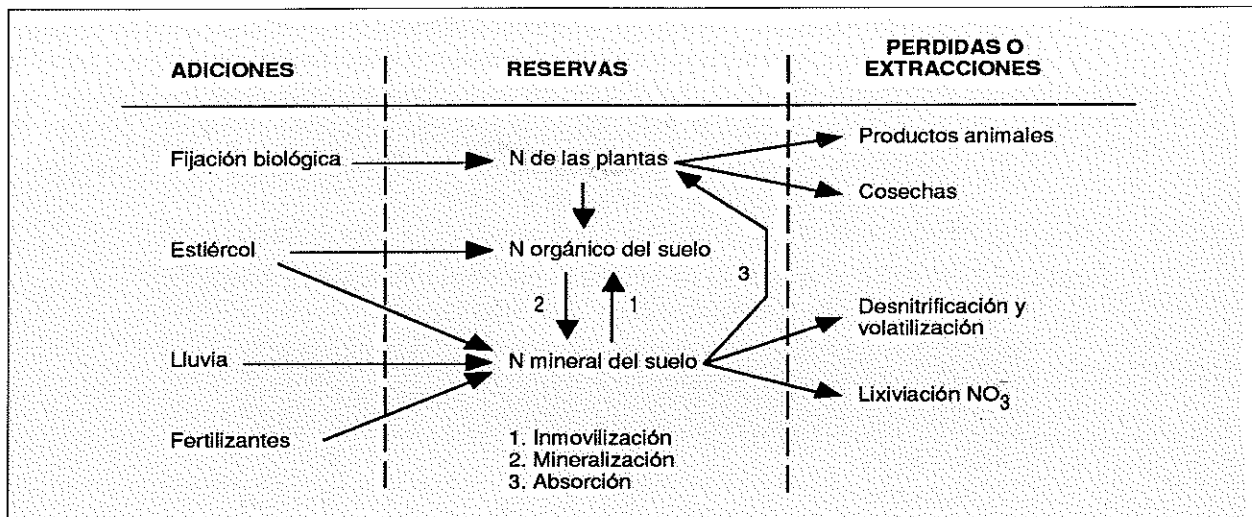 ADICIONES
RESERVAS
PERDIDAS O
EXTRACCIONES
Fijación biológica
N de las plantas
Productos animales
Cosechas
Estiércol
N orgánico del suelo
2
1
3
Desnitrificación y
volatilización
Lluvia
N mineral del suelo
Lixiviación NO₃⁻
Fertilizantes
1. Inmovilización
2. Mineralización
3. Absorción